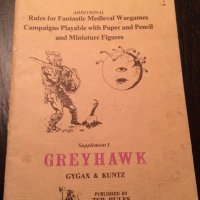 ADDITIONAL
Rules for Fantastic Medieval Wargames
Campaigns Playable with Paper and Pencil
and Miniature Figures
Supplement I
GREYHAWK
GYGAX & KUNTZ
PUBLISHED BY
TSR RULES